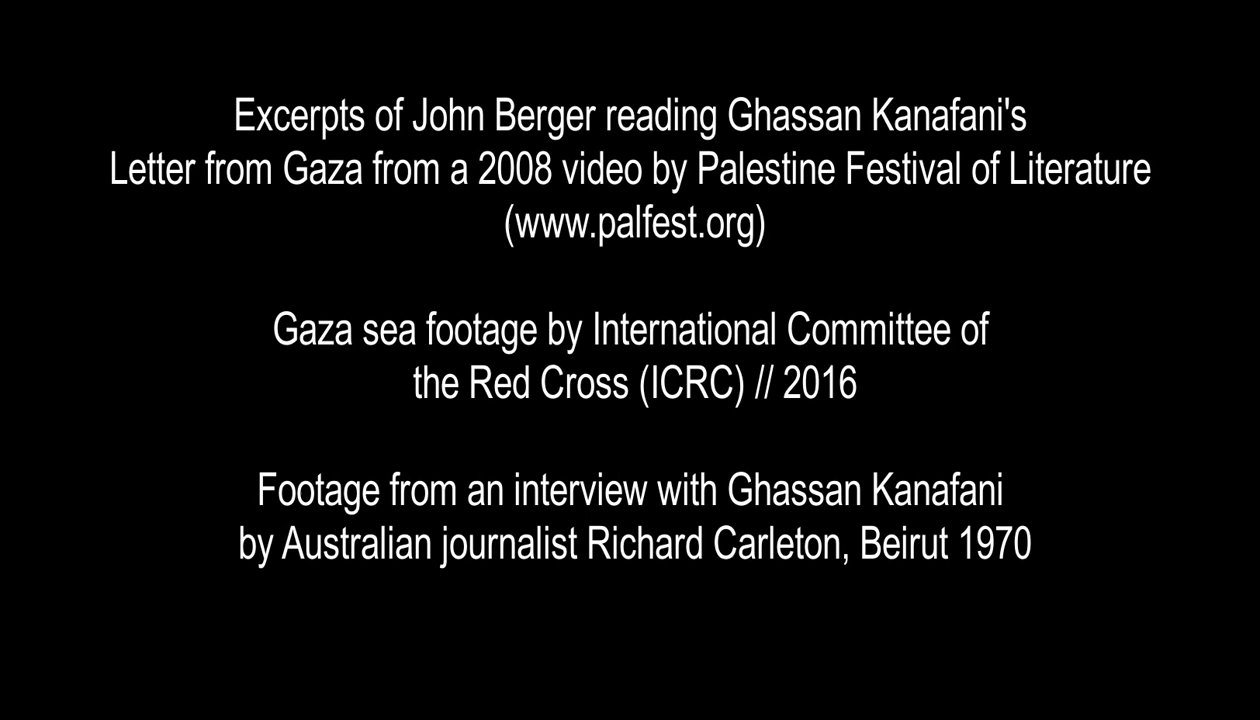 Excerpts of John Berger reading Ghassan Kanafani's
Letter from Gaza from a 2008 video by Palestine Festival of Literature
(www.palfest.org)
Gaza sea footage by International Committee of
the Red Cross (ICRC) // 2016
Footage from an interview with Ghassan Kanafani
by Australian journalist Richard Carleton, Beirut 1970